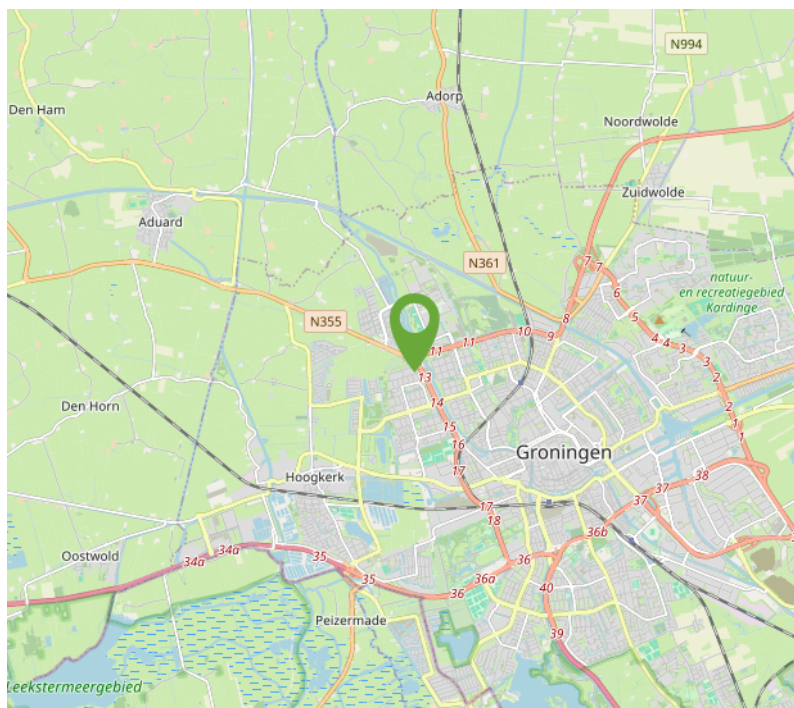 N994
Adorp
Den Ham
Noordwolde
Zuidwolde
Aduard
N361
7
7
natuur-
en recreatiegebied
Kardinge
6
8
5
N355
10
9
11
11
4
4
3
3
13
2
Den Horn
14
2
1
15
1
16
Groningen
17
Hoogkerk
38
37
17
37
18
36b
Oostwold
34a
34a
35
35
36
36a
36
40
Peizermade
39
3
Leekstermeergebied